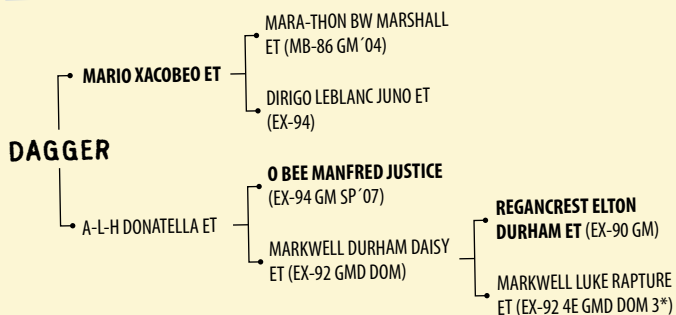 MARA-THON BW MARSHALL
ET (MB-86 GM´04)
MARIO XACOBEO ET
DIRIGO LEBLANC JUNO ET
(EX-94)
DAGGER
O BEE MANFRED JUSTICE
(EX-94 GM SP´07)
A-L-H DONATELLA ET
MARKWELL DURHAM DAISY
ET (EX-92 GMD DOM)
REGANCREST ELTON
DURHAM ET (EX-90 GM)
MARKWELL LUKE RAPTURE
ET (EX-92 4E GMD DOM 3*)